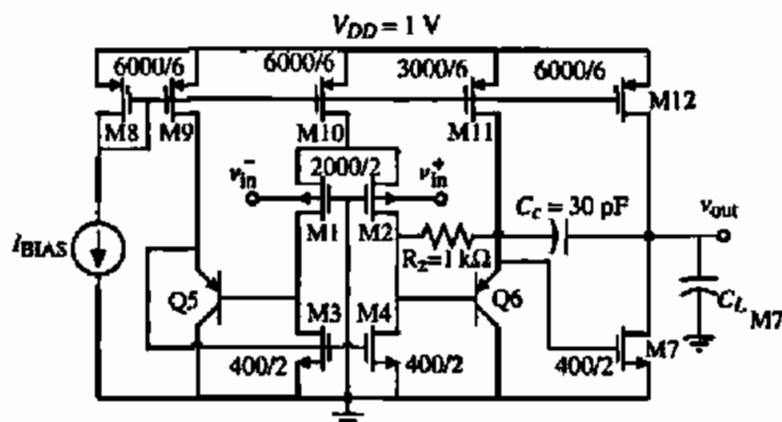 V_DD = 1 V
6000/6
6000/6
3000/6
6000/6
M8
M9
M10
M11
M12
v_in^-
2000/2
v_in^+
M1
M2
C_c = 30 pF
v_out
R_z=1 kΩ
I_BIAS
Q5
Q6
C_L
M7
M3
M4
M7
400/2
400/2
400/2